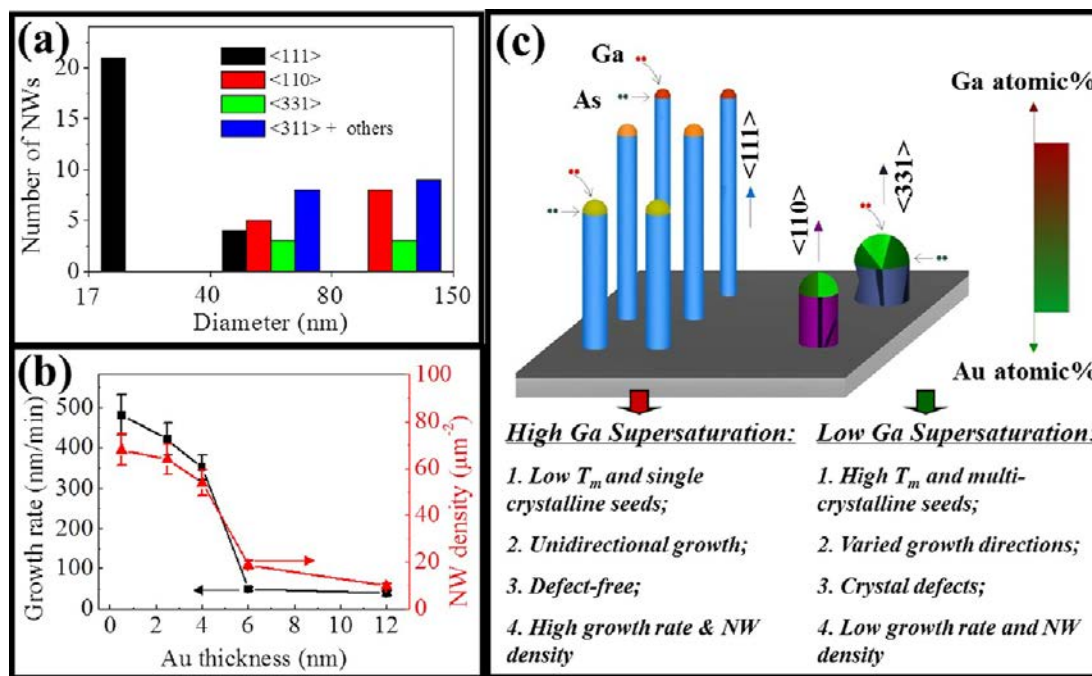 (a)
20
15
10
5
0
Number of NWs
<111>
<110>
<331>
<311> + others
17
40
80
150
Diameter (nm)
(b)
500
400
300
200
100
0
Growth rate (nm/min)
100
80
60
40
20
0
NW density (μm⁻²)
0
2
4
6
8
10
12
Au thickness (nm)
(c)
Ga
As
<111>
<110>
<331>
Ga atomic%
Au atomic%
High Ga Supersaturation:
1. Low Tm and single
crystalline seeds;
2. Unidirectional growth;
3. Defect-free;
4. High growth rate & NW
density
Low Ga Supersaturation:
1. High Tm and multi-
crystalline seeds;
2. Varied growth directions;
3. Crystal defects;
4. Low growth rate and NW
density